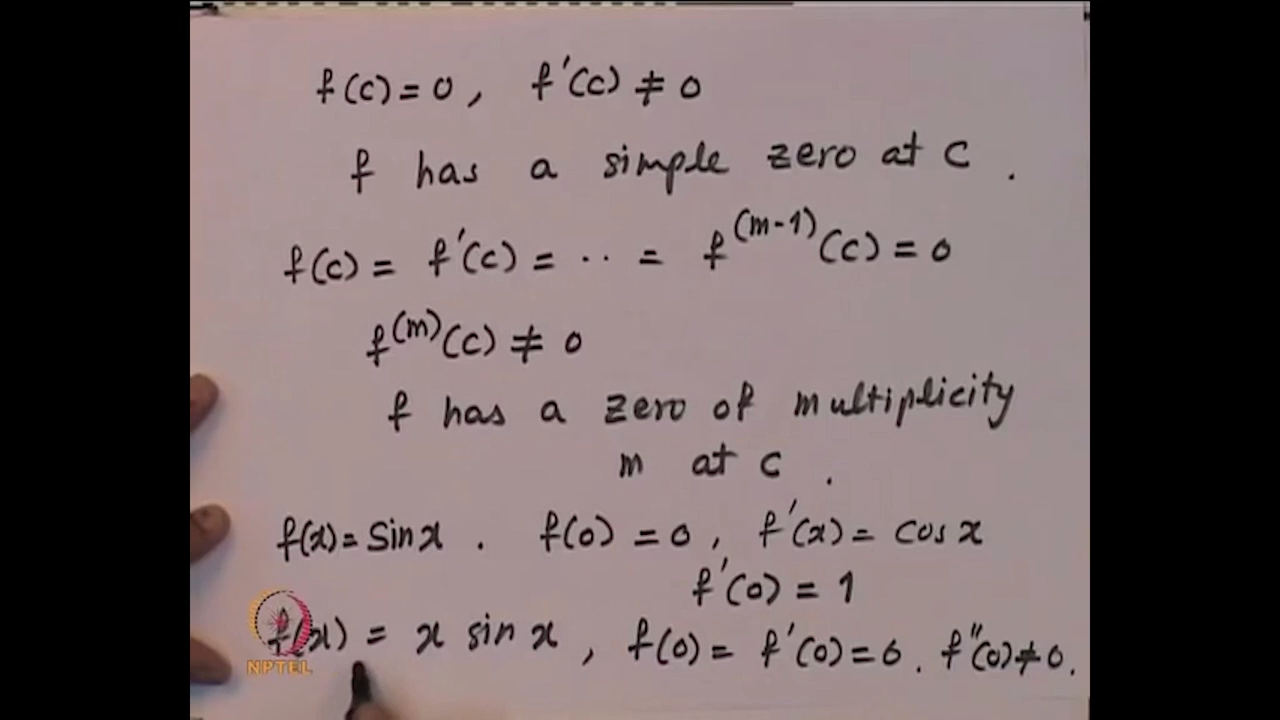 f(c) = 0, f'(c) ≠ 0
f has a simple zero at c.
f(c) = f'(c) = ·· = f^(m-1)(c) = 0
f^(m)(c) ≠ 0
f has a zero of multiplicity
m at c.
f(x) = Sin x. f(0) = 0, f'(x) = cos x
f'(0) = 1
f(x) = x sin x, f(0) = f'(0) = 0. f''(0) ≠ 0.
NPTEL